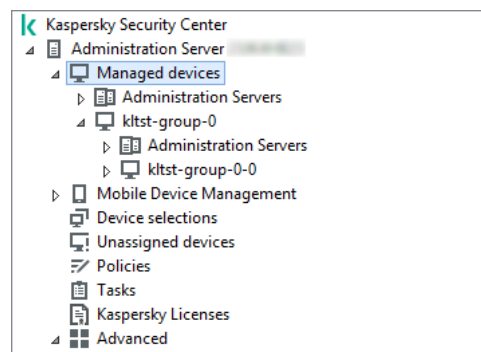 Kaspersky Security Center
Administration Server
Managed devices
Administration Servers
kltst-group-0
Administration Servers
kltst-group-0-0
Mobile Device Management
Device selections
Unassigned devices
Policies
Tasks
Kaspersky Licenses
Advanced